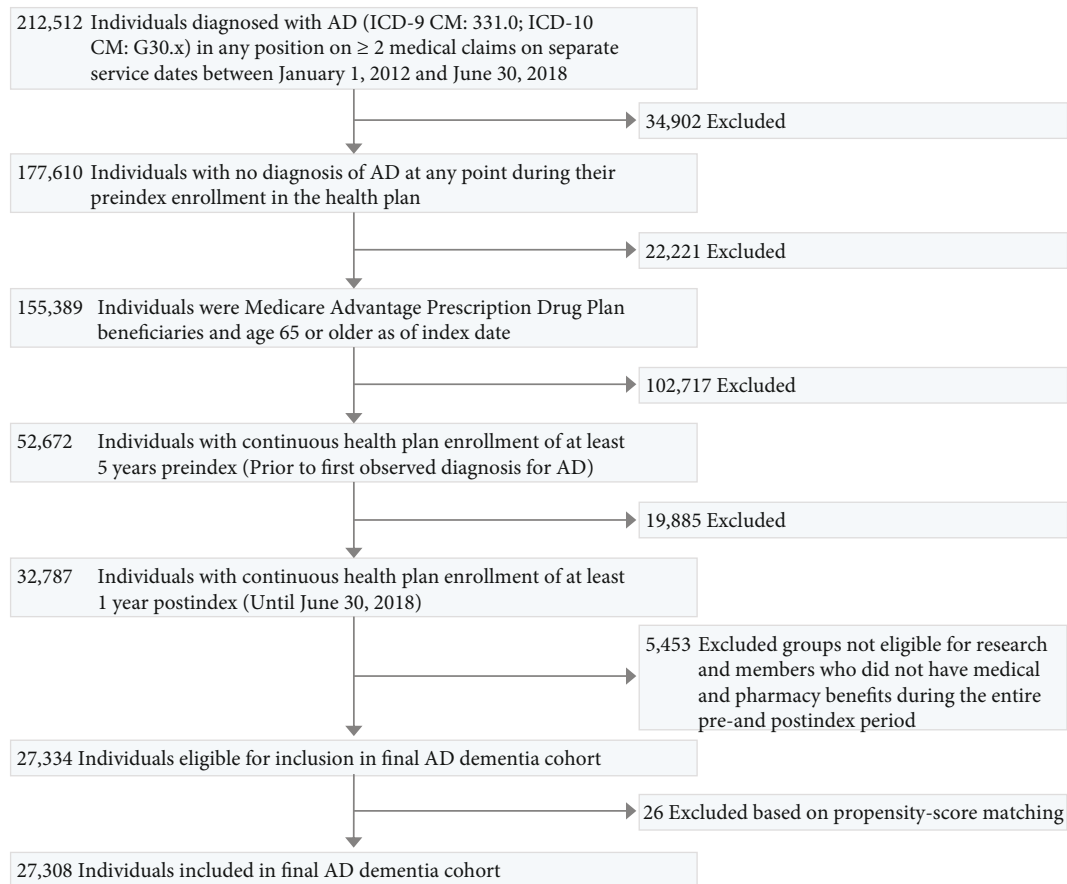 212,512 Individuals diagnosed with AD (ICD-9 CM: 331.0; ICD-10
CM: G30.x) in any position on ≥ 2 medical claims on separate
service dates between January 1, 2012 and June 30, 2018
34,902 Excluded
177,610 Individuals with no diagnosis of AD at any point during their
preindex enrollment in the health plan
22,221 Excluded
155,389 Individuals were Medicare Advantage Prescription Drug Plan
beneficiaries and age 65 or older as of index date
102,717 Excluded
52,672 Individuals with continuous health plan enrollment of at least
5 years preindex (Prior to first observed diagnosis for AD)
19,885 Excluded
32,787 Individuals with continuous health plan enrollment of at least
1 year postindex (Until June 30, 2018)
5,453 Excluded groups not eligible for research
and members who did not have medical
and pharmacy benefits during the entire
pre-and postindex period
27,334 Individuals eligible for inclusion in final AD dementia cohort
26 Excluded based on propensity-score matching
27,308 Individuals included in final AD dementia cohort